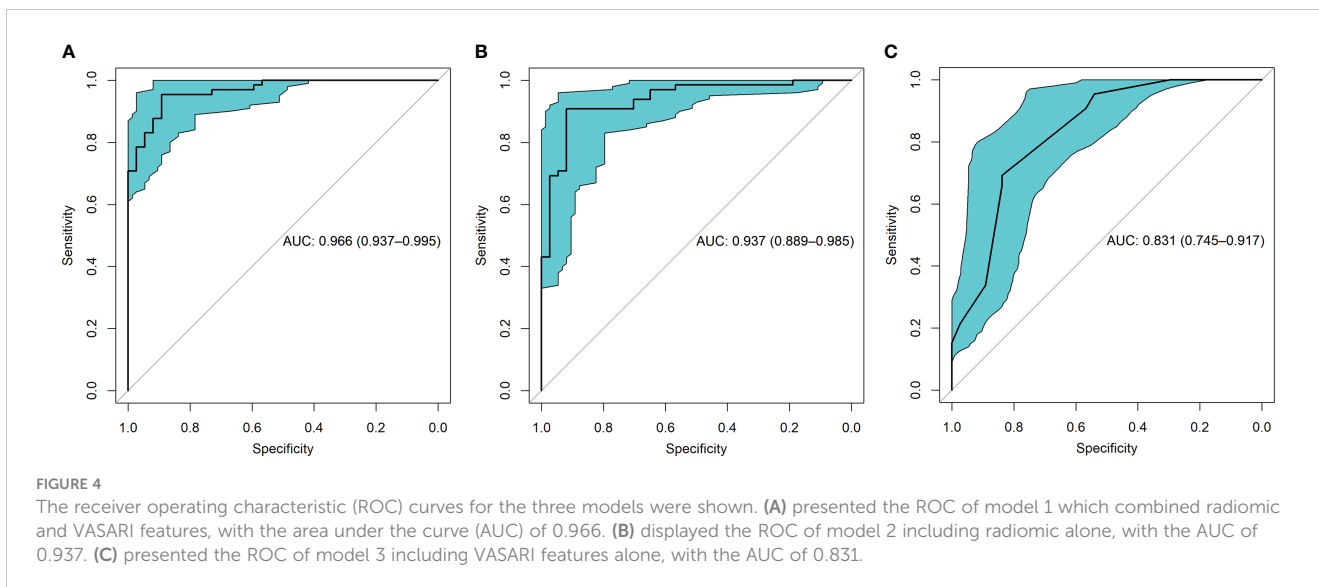 A
B
C
1.0
0.8
0.6
0.4
0.2
0.0
Sensitivity
AUC: 0.966 (0.937–0.995)
1.0 0.8 0.6 0.4 0.2 0.0
Specificity
1.0
0.8
0.6
0.4
0.2
0.0
Sensitivity
AUC: 0.937 (0.889–0.985)
1.0 0.8 0.6 0.4 0.2 0.0
Specificity
1.0
0.8
0.6
0.4
0.2
0.0
Sensitivity
AUC: 0.831 (0.745–0.917)
1.0 0.8 0.6 0.4 0.2 0.0
Specificity
FIGURE 4
The receiver operating characteristic (ROC) curves for the three models were shown. (A) presented the ROC of model 1 which combined radiomic
and VASARI features, with the area under the curve (AUC) of 0.966. (B) displayed the ROC of model 2 including radiomic alone, with the AUC of
0.937. (C) presented the ROC of model 3 including VASARI features alone, with the AUC of 0.831.